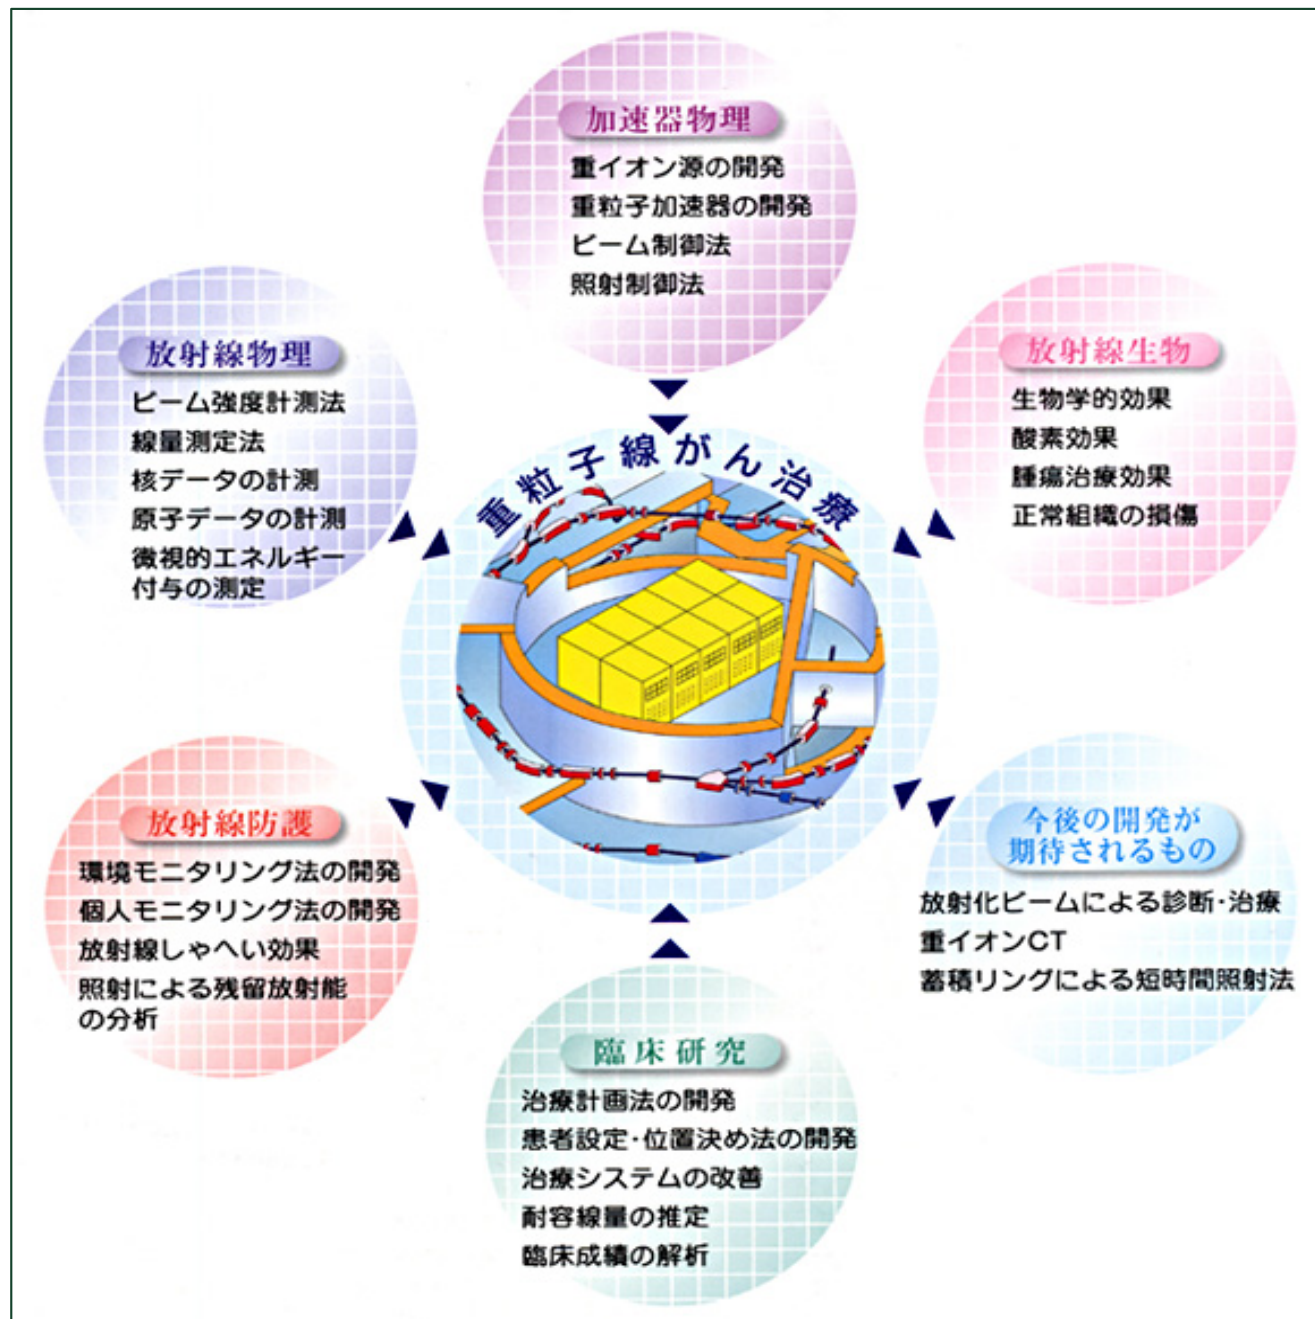 加速器物理
重イオン源の開発
重粒子加速器の開発
ビーム制御法
照射制御法
放射線物理
ビーム強度計測法
線量測定法
核データの計測
原子データの計測
微視的エネルギー
付与の測定
放射線生物
生物学的効果
酸素効果
腫瘍治療効果
正常組織の損傷
重粒子線がん治療
放射線防護
環境モニタリング法の開発
個人モニタリング法の開発
放射線しゃへい効果
照射による残留放射能
の分析
今後の開発が
期待されるもの
放射化ビームによる診断・治療
重イオンCT
蓄積リングによる短時間照射法
臨床研究
治療計画法の開発
患者設定・位置決め法の開発
治療システムの改善
耐容線量の推定
臨床成績の解析